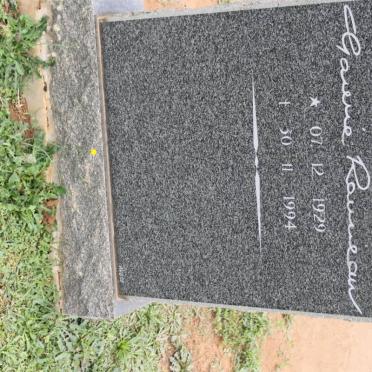 Gawie Rousseau
★ 07 12 1929
† 30 11 1994